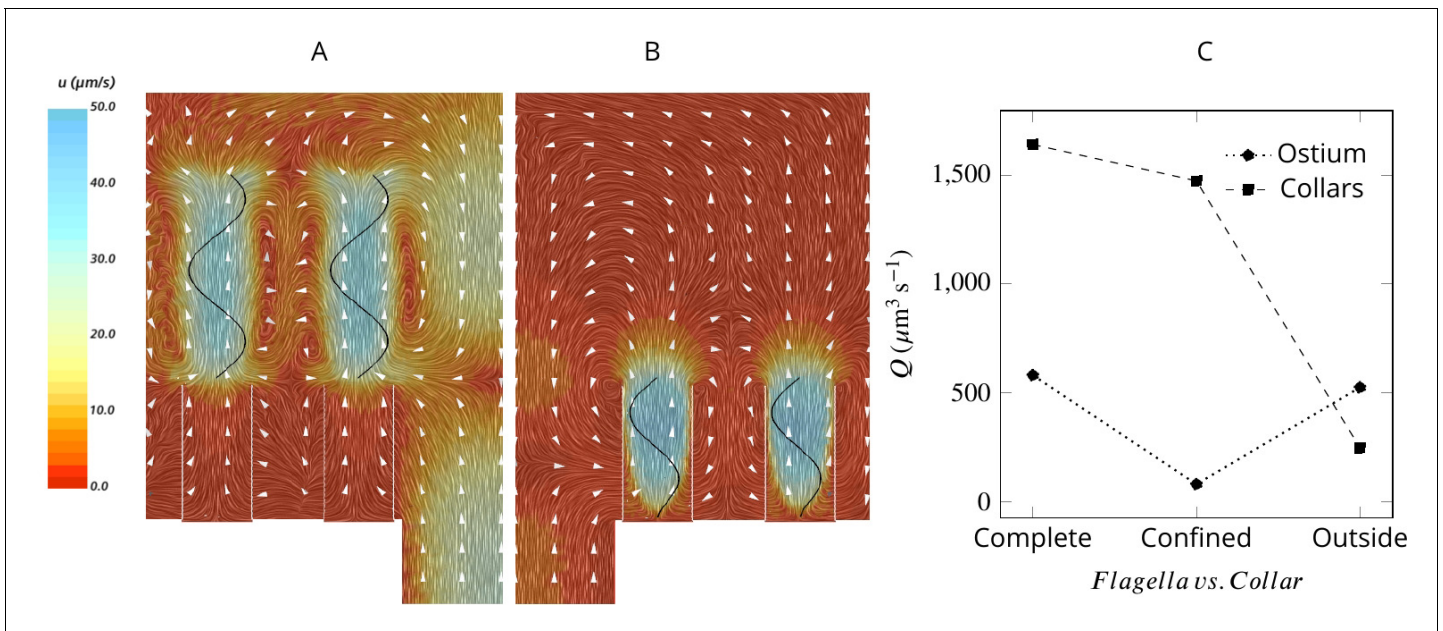 A
B
C
u (µm/s)
50.0
40.0
30.0
20.0
10.0
0.0
Ostium
Collars
1,500
1,000
500
0
Q (µm³ s⁻¹)
Complete Confined Outside
Flagella vs. Collar